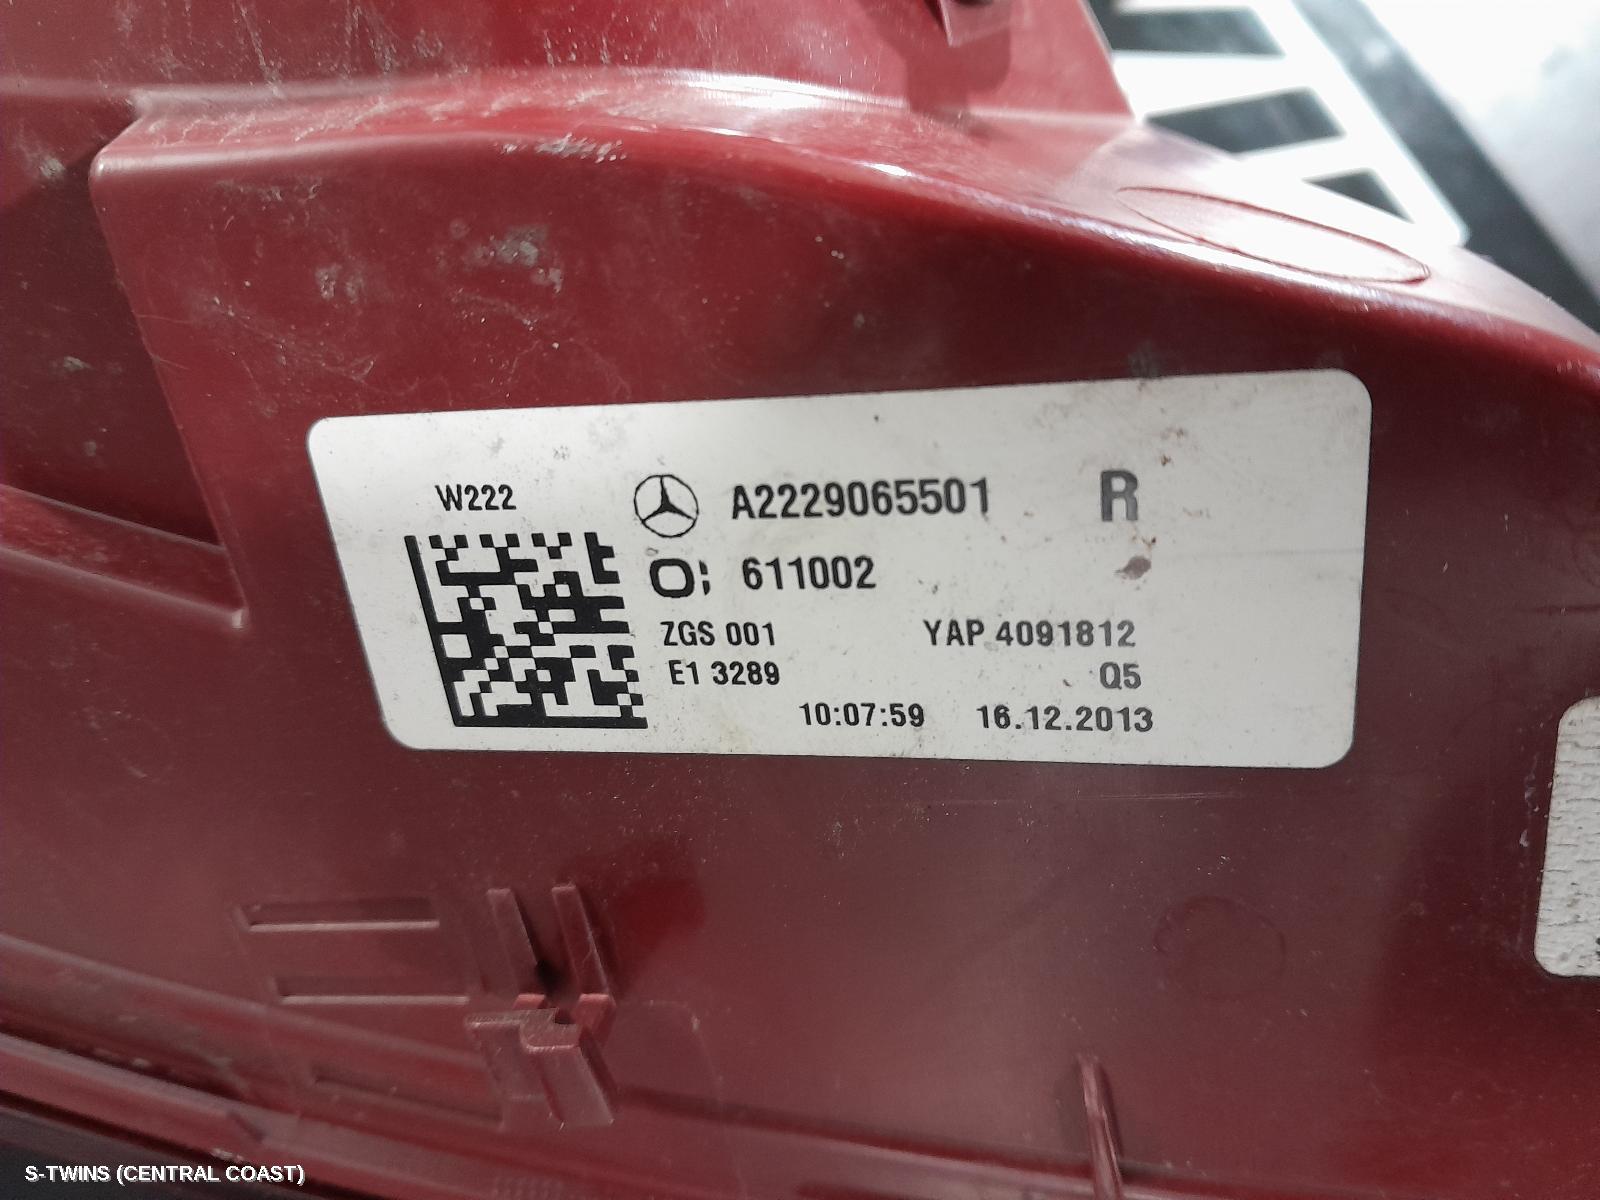 W222
A2229065501 R
O; 611002
ZGS 001 YAP 4091812
E1 3289 Q5
10:07:59 16.12.2013
S-TWINS (CENTRAL COAST)